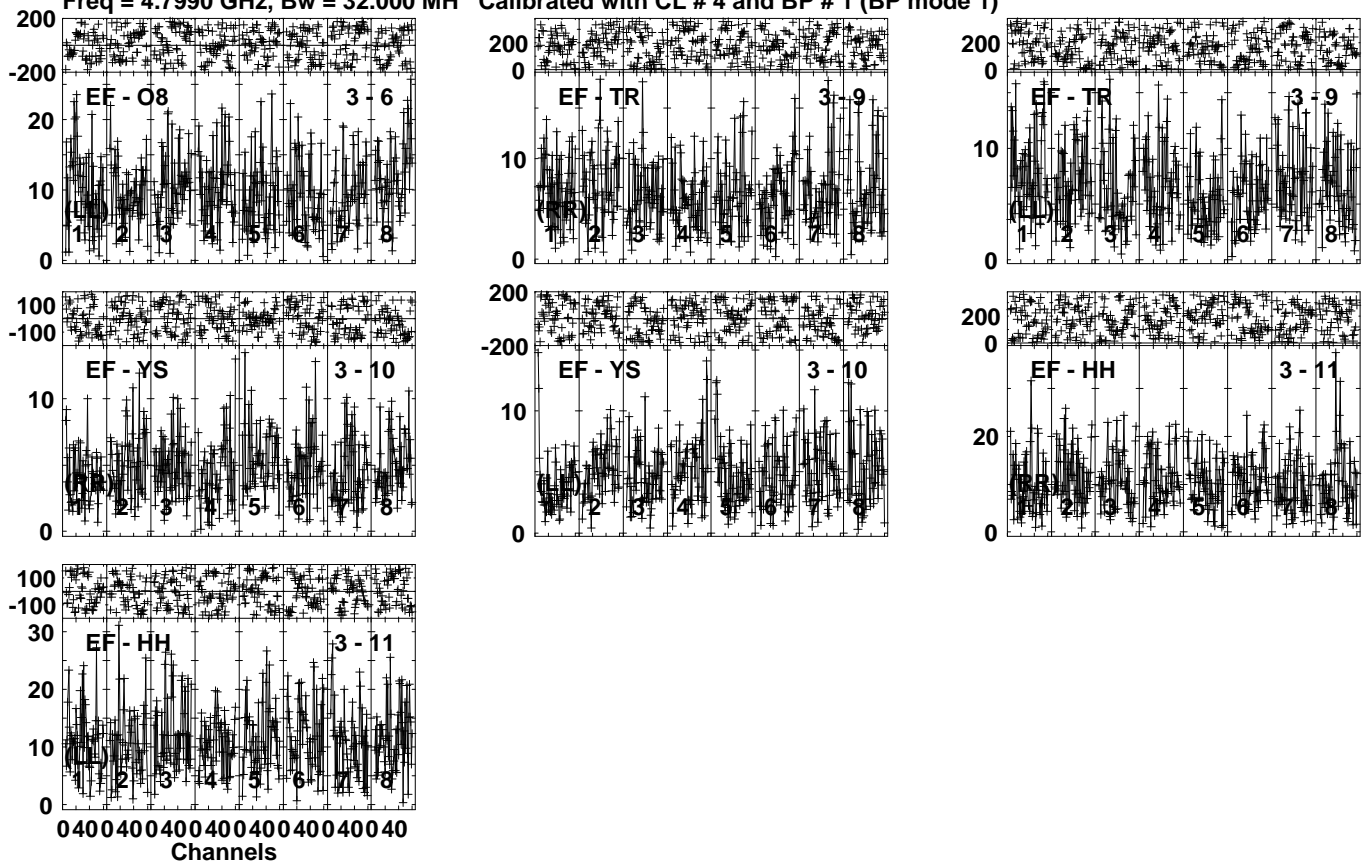 Freq = 4.7990 GHz, Bw = 32.000 MH Calibrated with CL # 4 and BP # 1 (BP mode 1)
200
-200
EF - O8 3 - 6
20
10
0
(LL)
1 2 3 4 5 6 7 8
200
0
EF - TR 3 - 9
10
0
(RR)
1 2 3 4 5 6 7 8
200
0
EF - TR 3 - 9
10
0
(LL)
1 2 3 4 5 6 7 8
100
-100
EF - YS 3 - 10
10
0
(RR)
1 2 3 4 5 6 7 8
200
-200
EF - YS 3 - 10
10
0
(LL)
1 2 3 4 5 6 7 8
200
0
EF - HH 3 - 11
20
0
(RR)
1 2 3 4 5 6 7 8
100
-100
30
EF - HH 3 - 11
20
10
0
(LL)
1 2 3 4 5 6 7 8
0 40 0 40 0 40 0 40 0 40 0 40 0 40 0 40
Channels